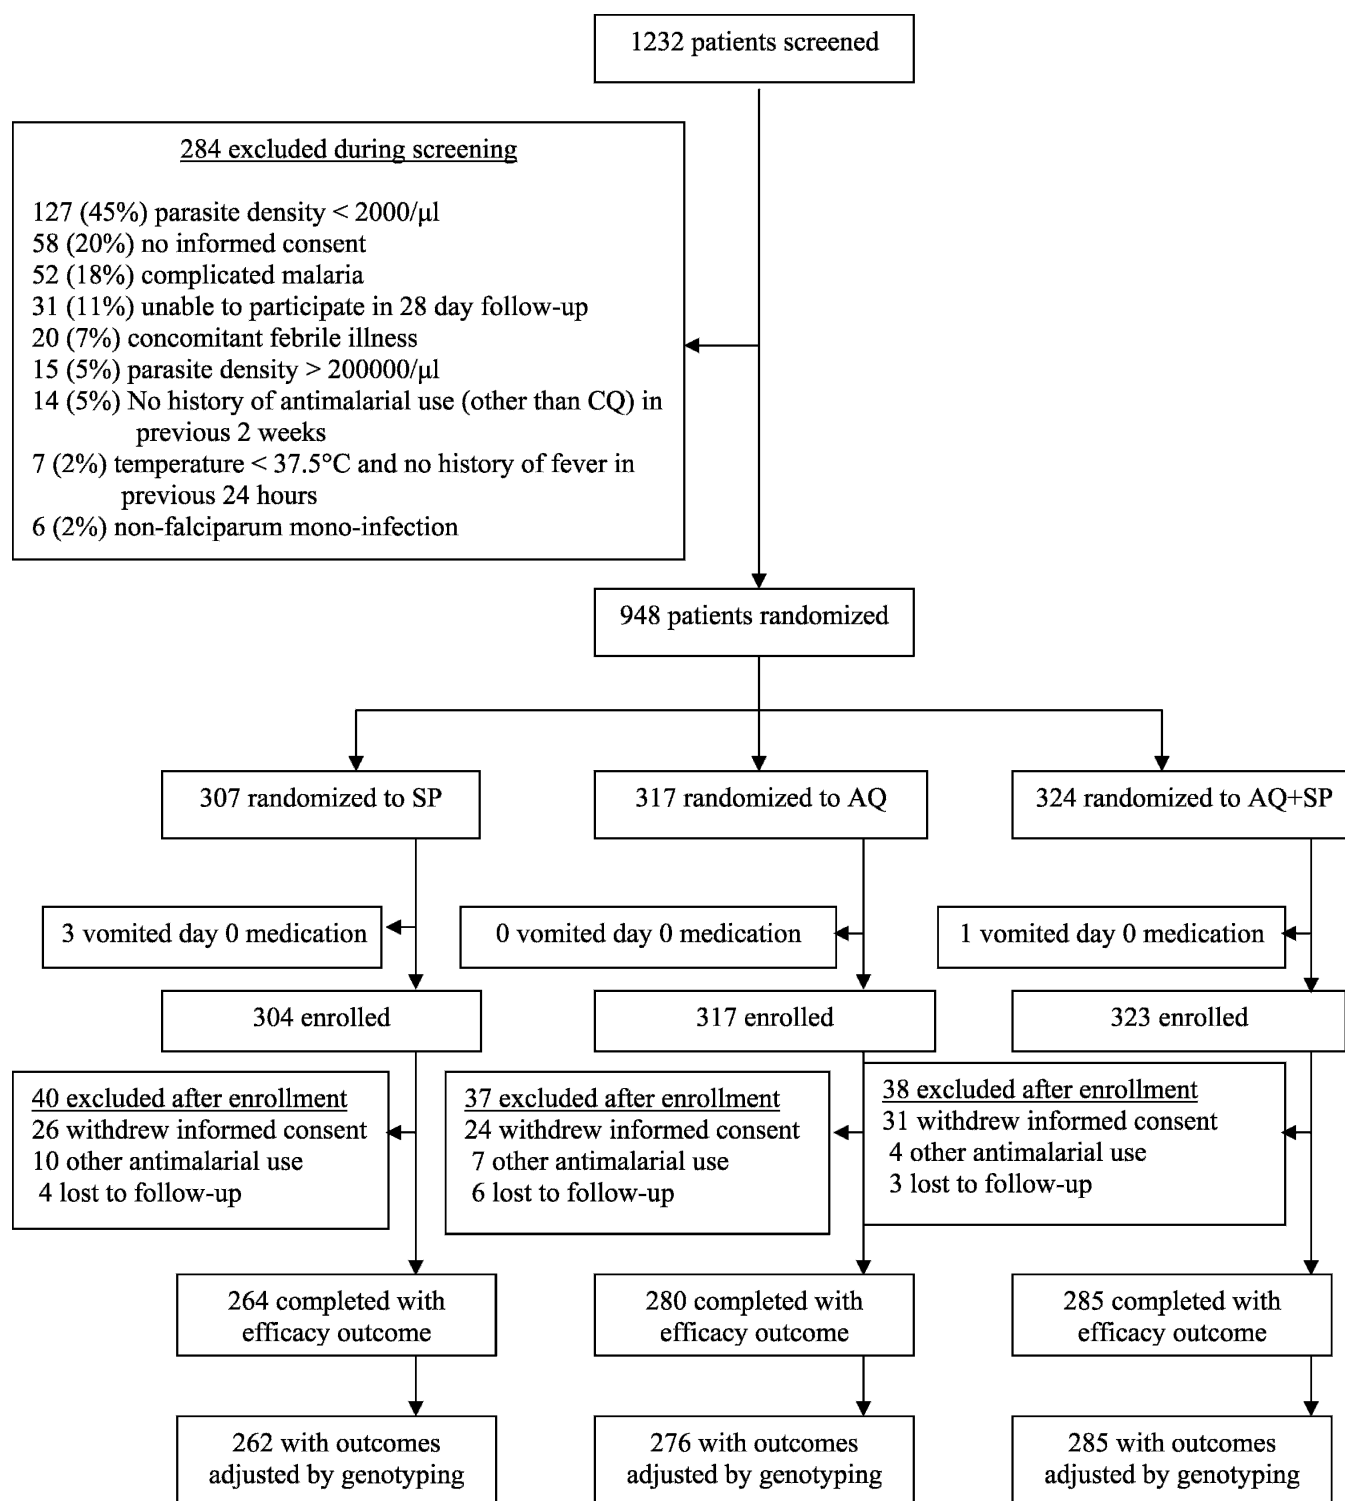 1232 patients screened
284 excluded during screening
127 (45%) parasite density < 2000/μl
58 (20%) no informed consent
52 (18%) complicated malaria
31 (11%) unable to participate in 28 day follow-up
20 (7%) concomitant febrile illness
15 (5%) parasite density > 200000/μl
14 (5%) No history of antimalarial use (other than CQ) in
previous 2 weeks
7 (2%) temperature < 37.5°C and no history of fever in
previous 24 hours
6 (2%) non-falciparum mono-infection
948 patients randomized
307 randomized to SP
317 randomized to AQ
324 randomized to AQ+SP
3 vomited day 0 medication
0 vomited day 0 medication
1 vomited day 0 medication
304 enrolled
317 enrolled
323 enrolled
40 excluded after enrollment
26 withdrew informed consent
10 other antimalarial use
4 lost to follow-up
37 excluded after enrollment
24 withdrew informed consent
7 other antimalarial use
6 lost to follow-up
38 excluded after enrollment
31 withdrew informed consent
4 other antimalarial use
3 lost to follow-up
264 completed with
efficacy outcome
280 completed with
efficacy outcome
285 completed with
efficacy outcome
262 with outcomes
adjusted by genotyping
276 with outcomes
adjusted by genotyping
285 with outcomes
adjusted by genotyping